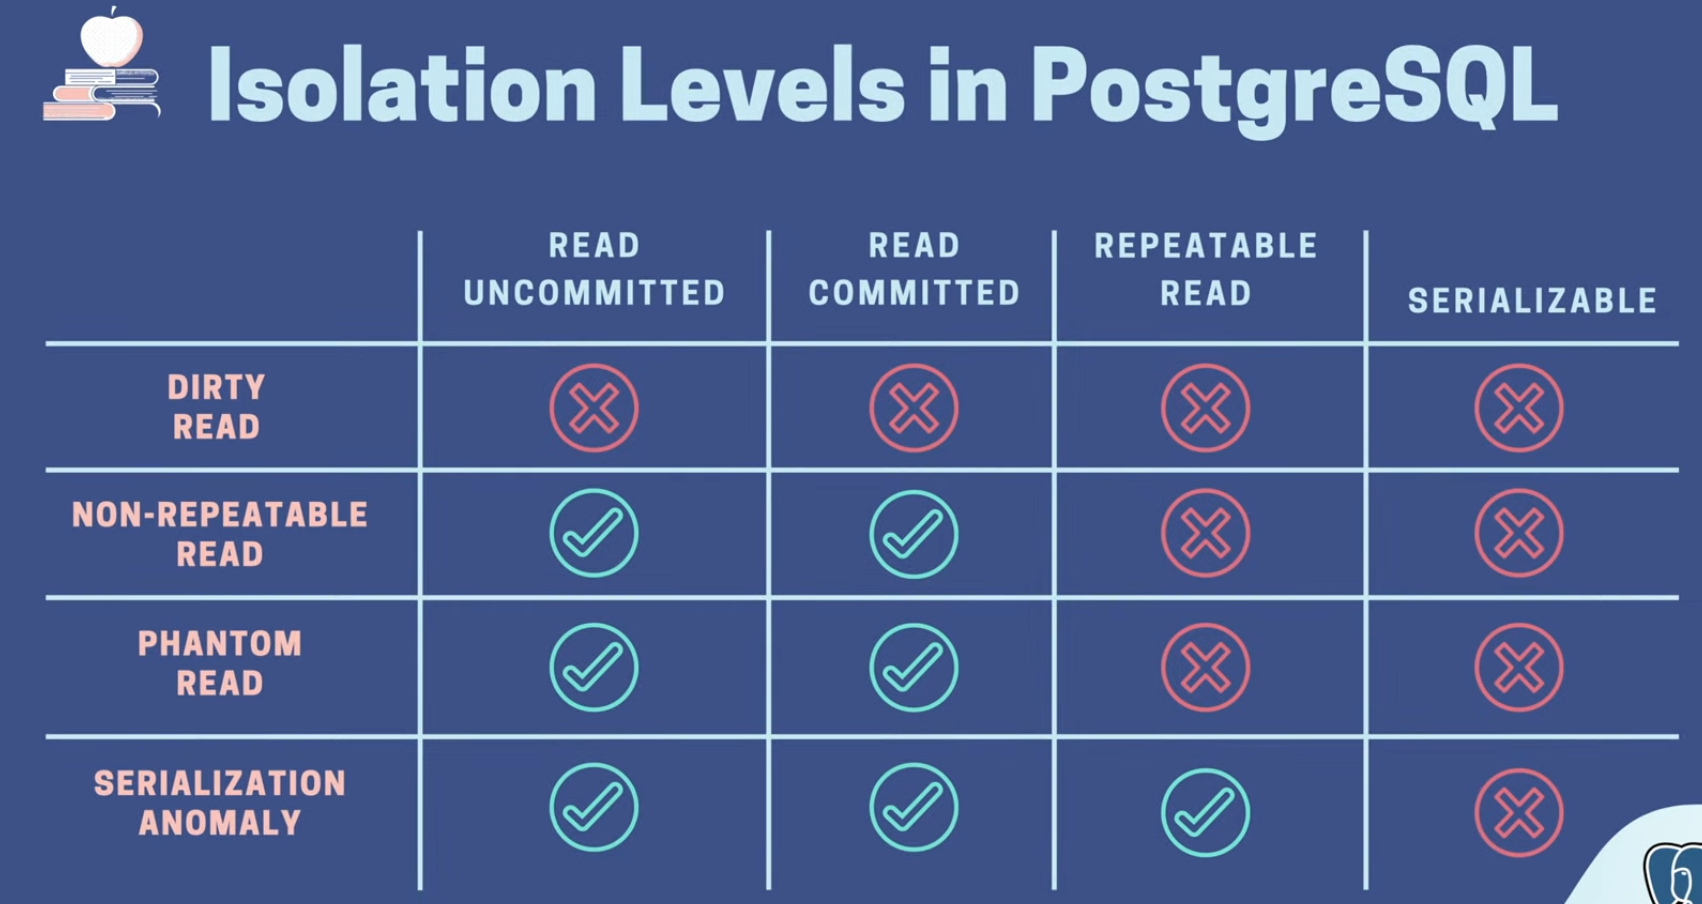 Isolation Levels in PostgreSQL
READ
UNCOMMITTED
READ
COMMITTED
REPEATABLE
READ
SERIALIZABLE
DIRTY
READ
NON-REPEATABLE
READ
PHANTOM
READ
SERIALIZATION
ANOMALY